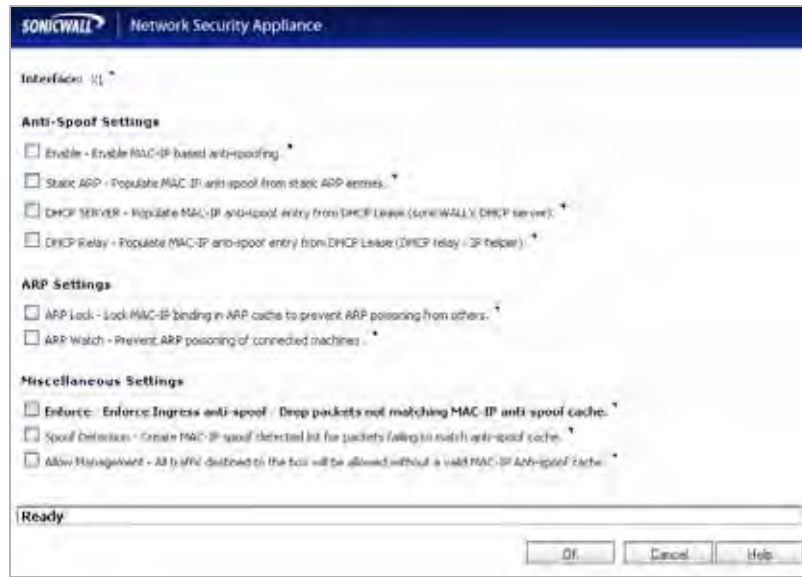 SONICWALL Network Security Appliance
Interface: X1 *
Anti-Spoof Settings
Enable - Enable MAC-IP based anti-spoofing. *
Static ARP - Populate MAC-IP anti-spoof from static ARP entries. *
DHCP SERVER - Populate MAC-IP anti-spoof entry from DHCP Lease (SonicWALL's DHCP server). *
DHCP Relay - Populate MAC-IP anti-spoof entry from DHCP Lease (DHCP relay - IP helper). *
ARP Settings
ARP Lock - Lock MAC-IP binding in ARP cache to prevent ARP poisoning from others. *
ARP Watch - Prevent ARP poisoning of connected machines . *
Miscellaneous Settings
Enforce - Enforce Ingress anti-spoof - Drop packets not matching MAC-IP anti-spoof cache. *
Spoof Detection - Create MAC-IP spoof detected list for packets failing to match anti-spoof cache. *
Allow Management - All traffic destined to the box will be allowed without a valid MAC-IP Anti-spoof cache. *
Ready
OK Cancel Help